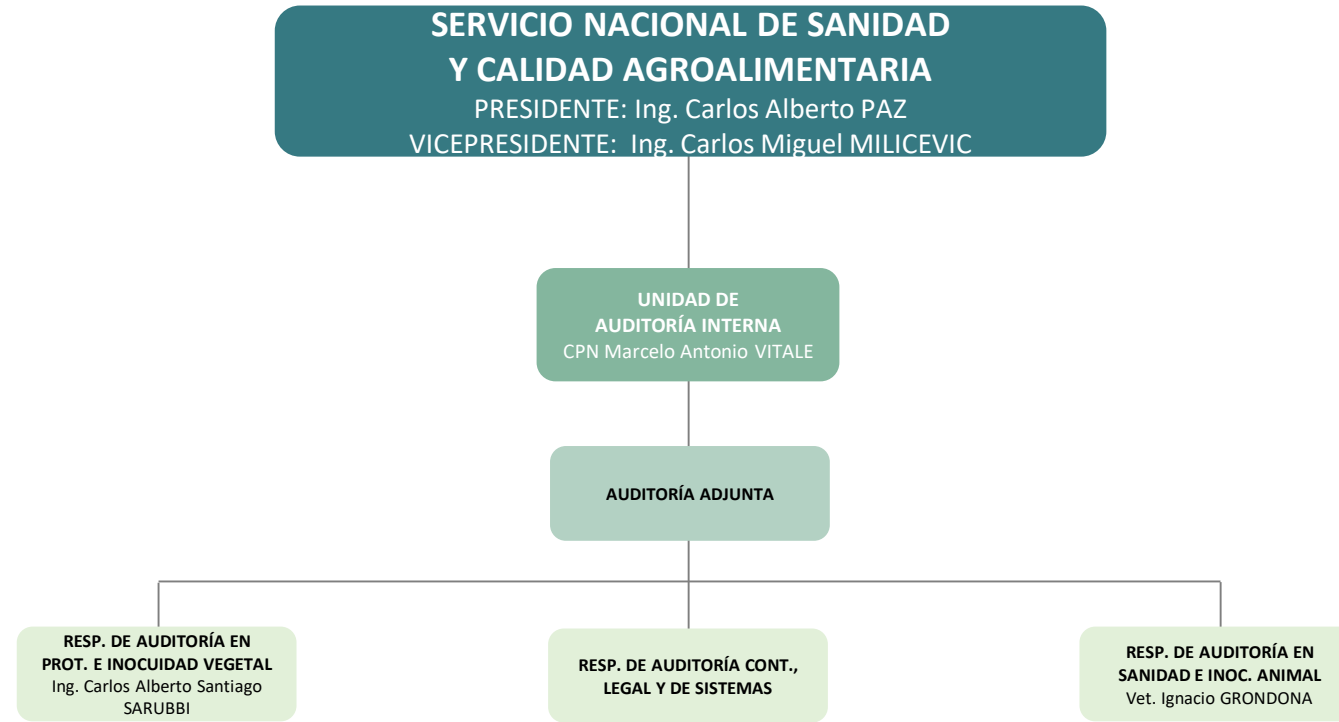 SERVICIO NACIONAL DE SANIDAD
Y CALIDAD AGROALIMENTARIA
PRESIDENTE: Ing. Carlos Alberto PAZ
VICEPRESIDENTE: Ing. Carlos Miguel MILICEVIC
UNIDAD DE
AUDITORÍA INTERNA
CPN Marcelo Antonio VITALE
AUDITORÍA ADJUNTA
RESP. DE AUDITORÍA EN
PROT. E INOCUIDAD VEGETAL
Ing. Carlos Alberto Santiago
SARUBBI
RESP. DE AUDITORÍA CONT.,
LEGAL Y DE SISTEMAS
RESP. DE AUDITORÍA EN
SANIDAD E INOC. ANIMAL
Vet. Ignacio GRONDONA